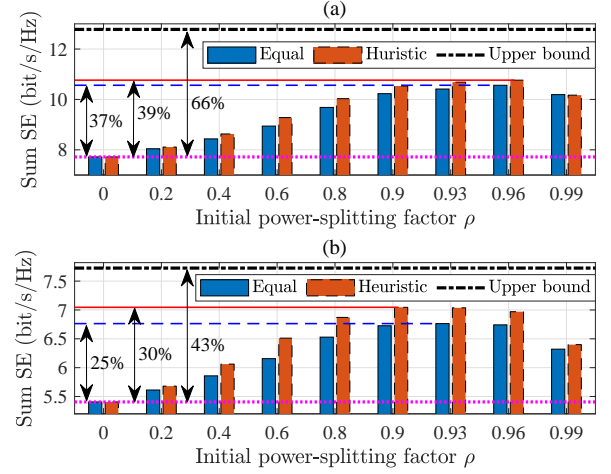 (a)
Sum SE (bit/s/Hz)
12
10
8
Equal Huristic Upper bound
37%
39%
66%
0 0.2 0.4 0.6 0.8 0.9 0.93 0.96 0.99
Initial power-splitting factor ρ
(b)
Sum SE (bit/s/Hz)
7.5
7
6.5
6
5.5
Equal Heuristic Upper bound
25%
30%
43%
0 0.2 0.4 0.6 0.8 0.9 0.93 0.96 0.99
Initial power-splitting factor ρ